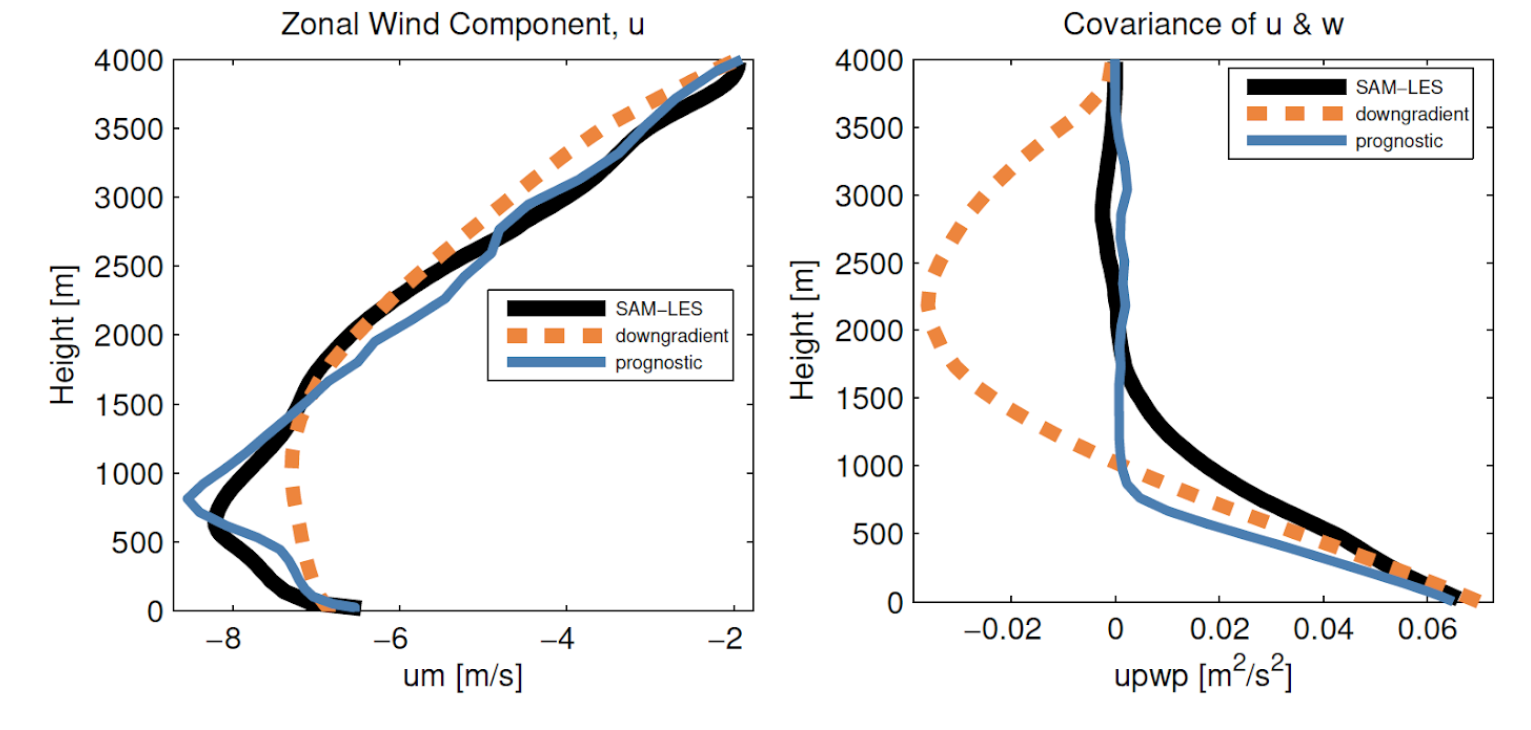 Zonal Wind Component, u
4000
3500
3000
2500
2000
1500
1000
500
0
Height [m]
−8 −6 −4 −2
um [m/s]
SAM−LES
downgradient
prognostic
Covariance of u & w
4000
3500
3000
2500
2000
1500
1000
500
0
Height [m]
−0.02 0 0.02 0.04 0.06
upwp [m²/s²]
SAM−LES
downgradient
prognostic